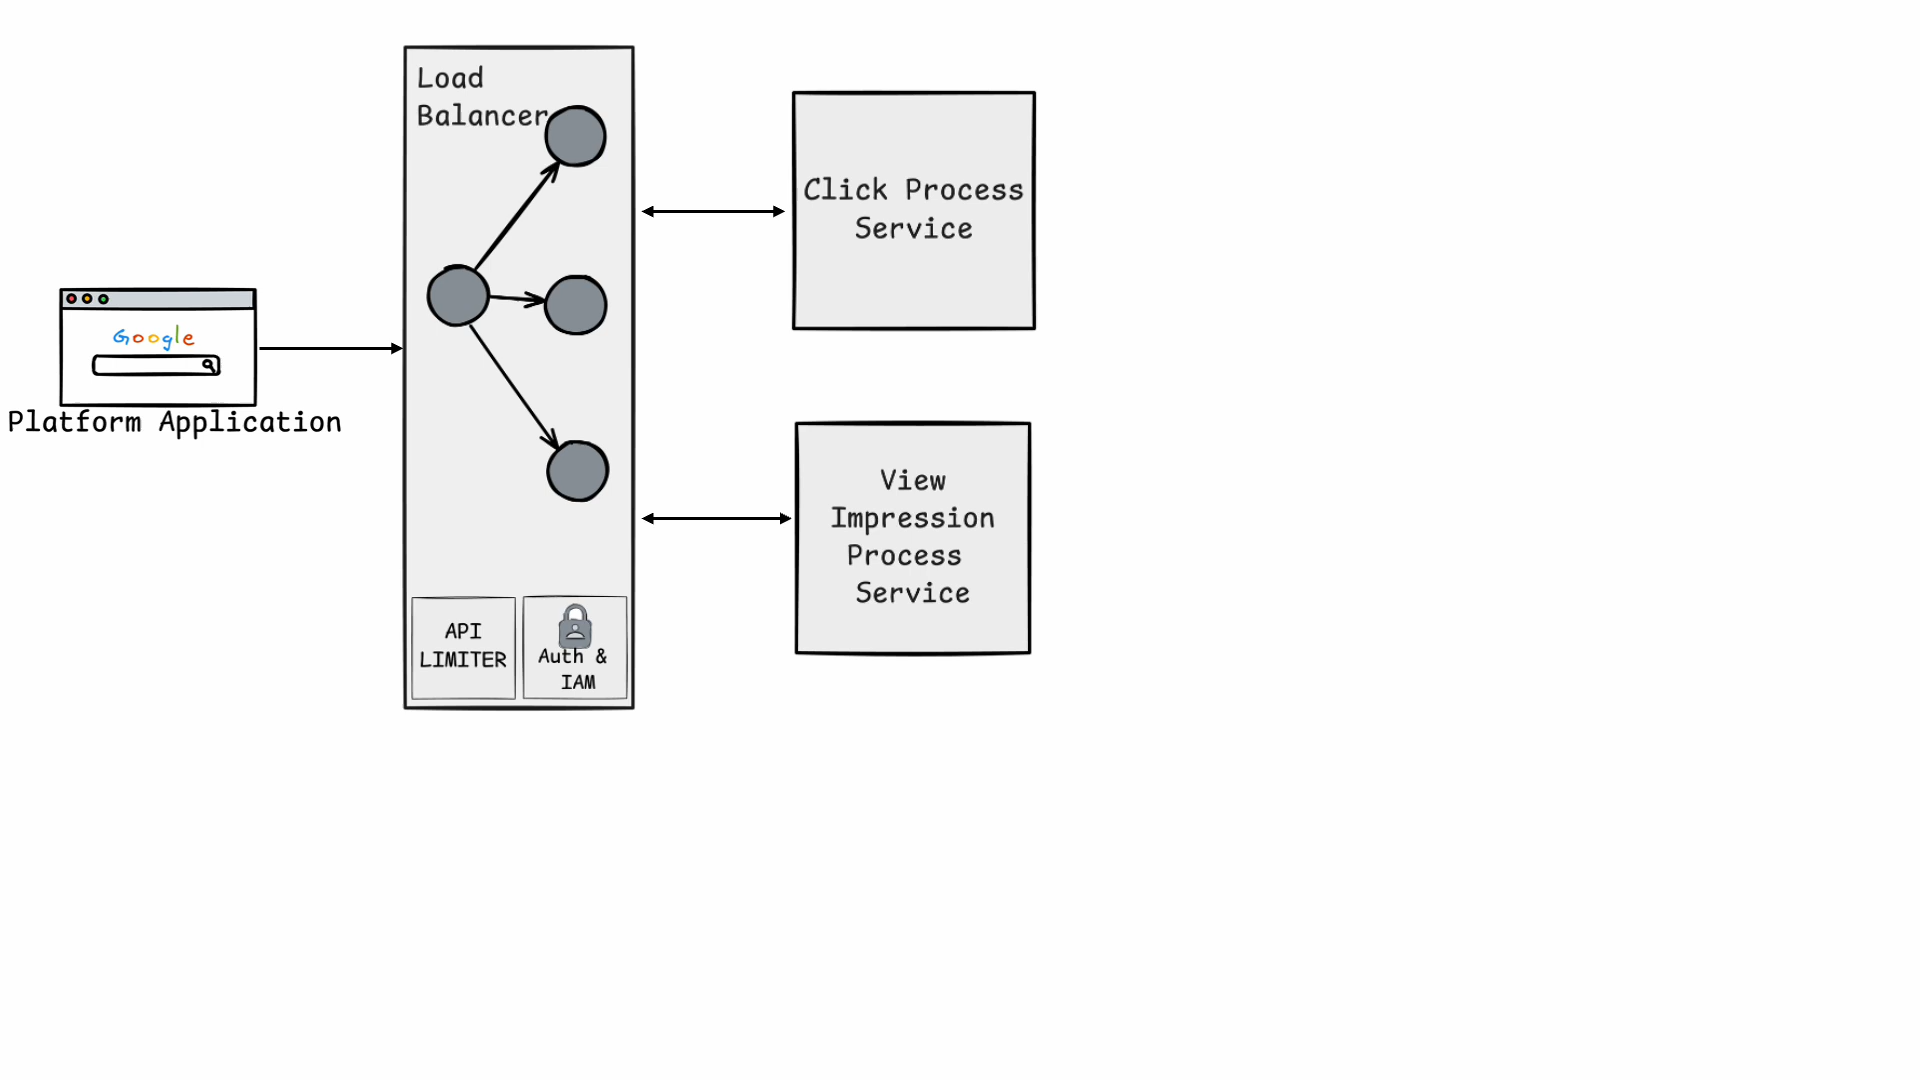 Load
Balancer
Click Process
Service
Google
Platform Application
View
Impression
Process
Service
API
LIMITER
Auth &
IAM